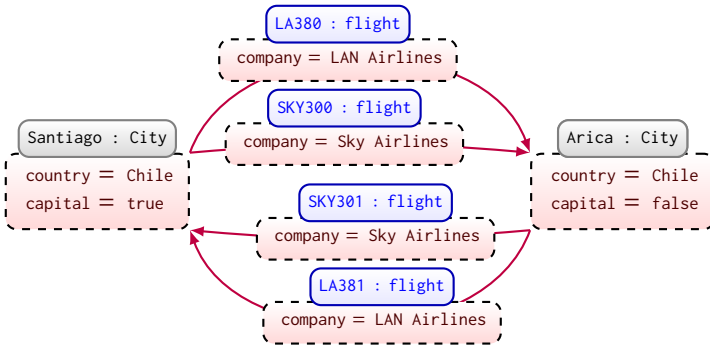 LA380 : flight
company = LAN Airlines
SKY300 : flight
company = Sky Airlines
Santiago : City
country = Chile
capital = true
Arica : City
country = Chile
capital = false
SKY301 : flight
company = Sky Airlines
LA381 : flight
company = LAN Airlines